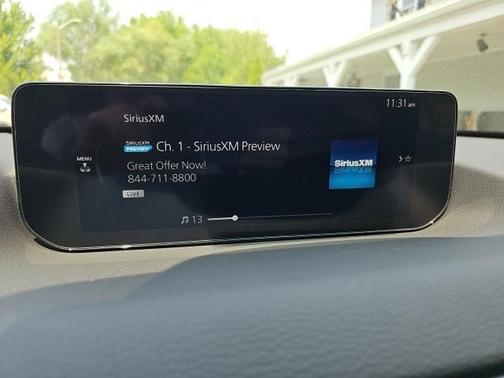 11:31 am
SiriusXM
SiriusXM PREVIEW Ch. 1 - SiriusXM Preview
MENU
Great Offer Now!
844-711-8800
LIVE
SiriusXM
13